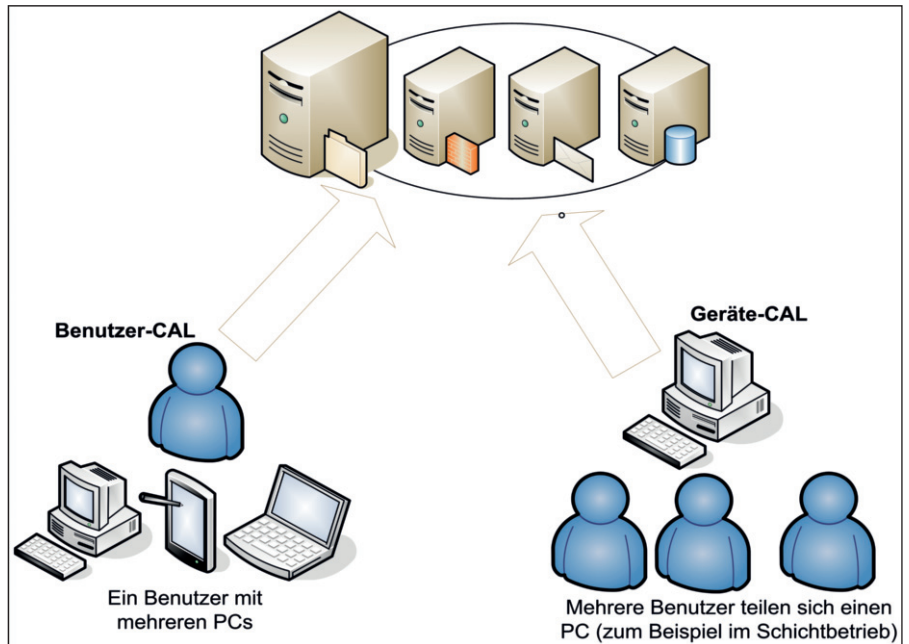 Benutzer-CAL
Geräte-CAL
Ein Benutzer mit
mehreren PCs
Mehrere Benutzer teilen sich einen
PC (zum Beispiel im Schichtbetrieb)